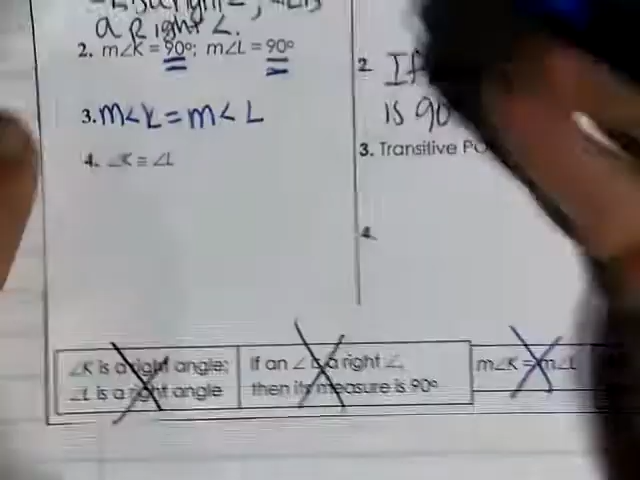 a Right ∠.
2. m∠K = 90°; m∠L = 90°
3. m∠K = m∠L
4. ∠K ≅ ∠L
2 If
is 90
3. Transitive
4.
∠K is a right angle;
∠L is a right angle
If an ∠ is a right ∠,
then its measure is 90°
m∠K = m∠L